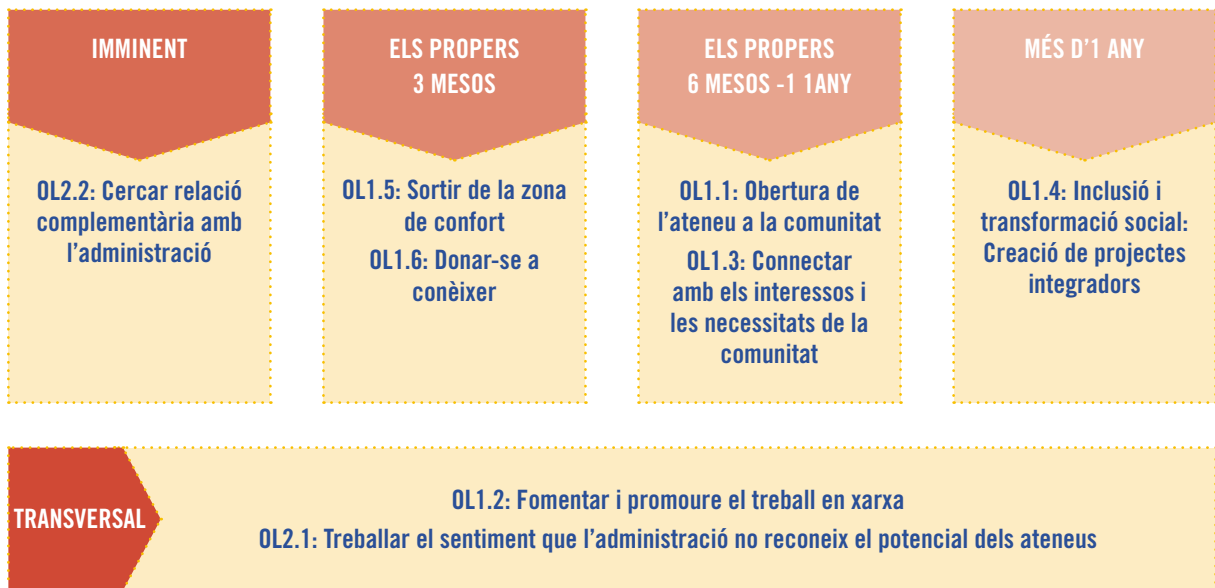 IMMINENT
OL2.2: Cercar relació
complementària amb
l'administració
ELS PROPERS
3 MESOS
OL1.5: Sortir de la zona
de confort
OL1.6: Donar-se a
conèixer
ELS PROPERS
6 MESOS -1 1ANY
OL1.1: Obertura de
l'ateneu a la comunitat
OL1.3: Connectar
amb els interessos i
les necessitats de la
comunitat
MÉS D'1 ANY
OL1.4: Inclusió i
transformació social:
Creació de projectes
integradors
TRANSVERSAL
OL1.2: Fomentar i promoure el treball en xarxa
OL2.1: Treballar el sentiment que l'administració no reconeix el potencial dels ateneus